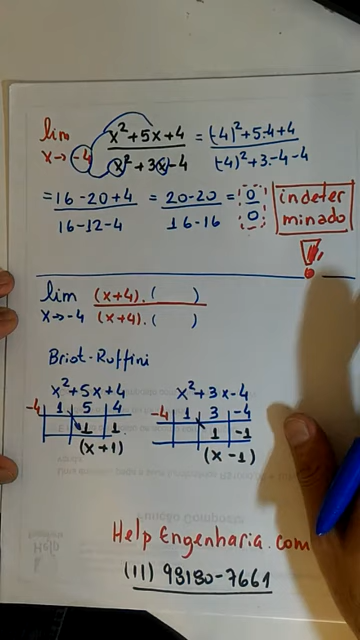 lim x→-4 x²+5x+4 / x²+3x-4 = (-4)²+5.-4+4 / (-4)²+3.-4-4
= 16-20+4 / 16-12-4 = 20-20 / 16-16 = 0 / 0 indeter minado
!
lim x→-4 (x+4).( ) / (x+4).( )
Briot-Ruffini
x²+5x+4 x²+3x-4
-4 1 5 4 -4 1 3 -4
1 1 1 -1
(x+1) (x-1)
HelpEngenharia.com
(11) 98180-7661